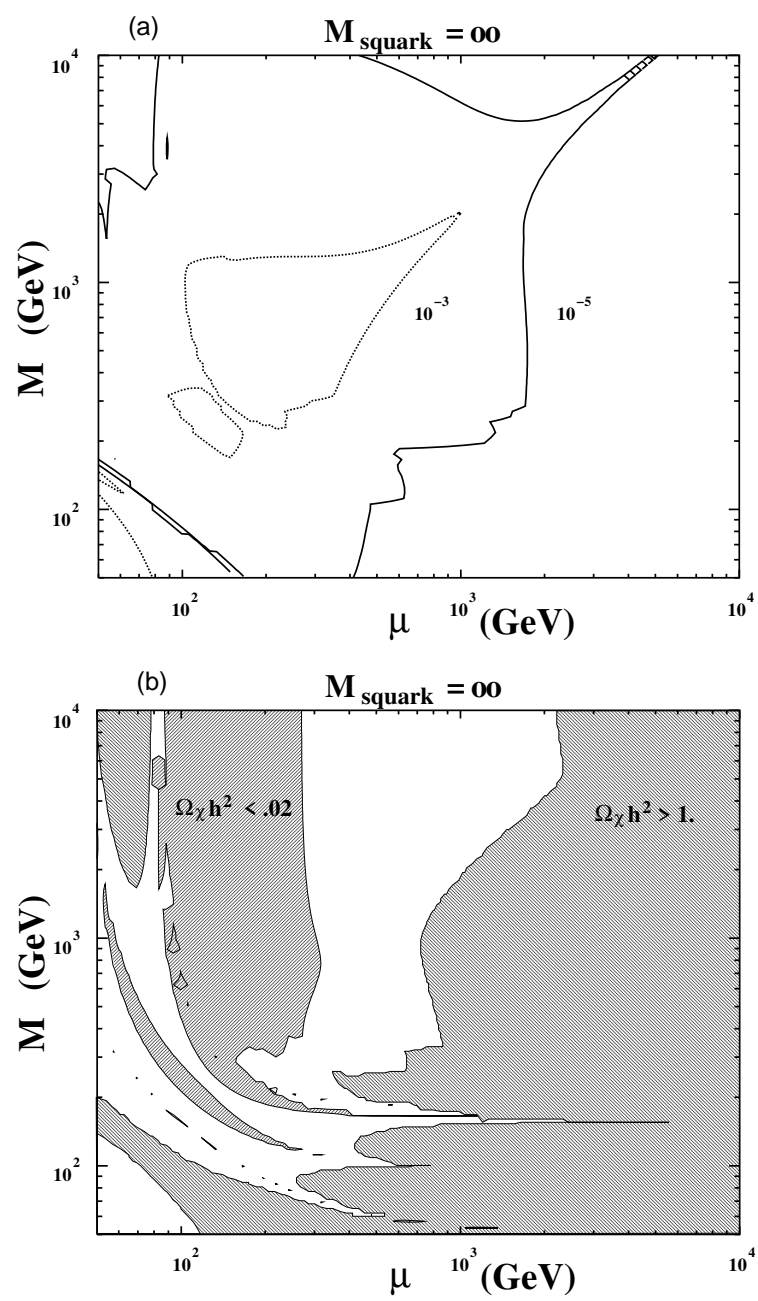 (a)
M squark = ∞
10^4
10^3
10^2
M (GeV)
10^-3
10^-5
10^2
10^3
10^4
μ (GeV)
(b)
M squark = ∞
10^4
10^3
10^2
M (GeV)
Ωχ h^2 < .02
Ωχ h^2 > 1.
10^2
10^3
10^4
μ (GeV)